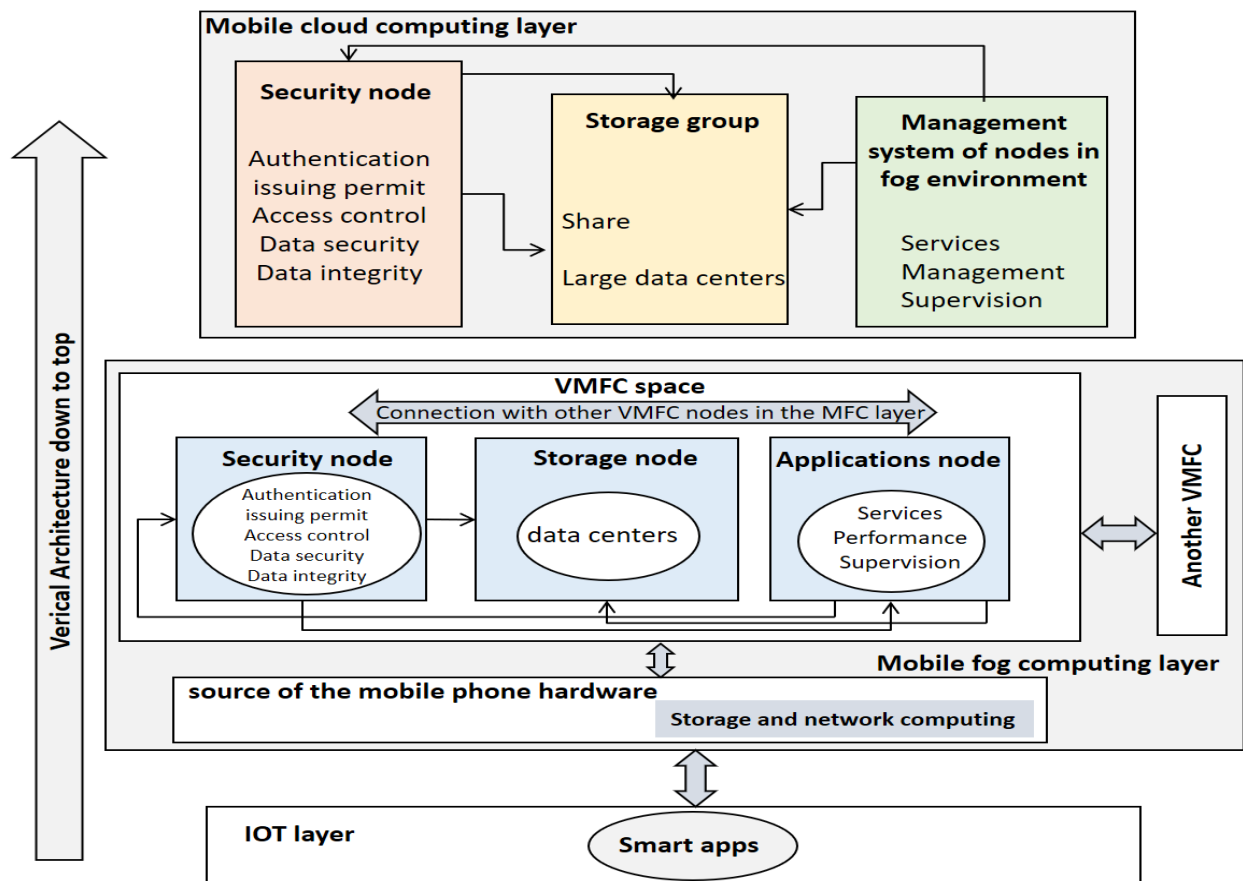 Mobile cloud computing layer
Security node
Authentication
issuing permit
Access control
Data security
Data integrity
Storage group
Share
Large data centers
Management
system of nodes in
fog environment
Services
Management
Supervision
Verical Architecture down to top
VMFC space
Connection with other VMFC nodes in the MFC layer
Security node
Authentication
issuing permit
Access control
Data security
Data integrity
Storage node
data centers
Applications node
Services
Performance
Supervision
Another VMFC
Mobile fog computing layer
source of the mobile phone hardware
Storage and network computing
IOT layer
Smart apps